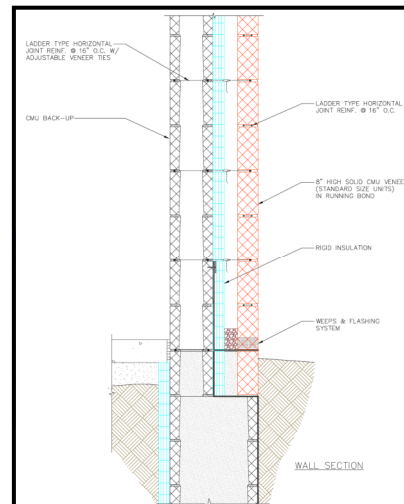 LADDER TYPE HORIZONTAL
JOINT REINF. @ 16" O.C. W/
ADJUSTABLE VENEER TIES
CMU BACK-UP
LADDER TYPE HORIZONTAL
JOINT REINF. @ 16" O.C.
8" HIGH SOLID CMU VENEE
(STANDARD SIZE UNITS)
IN RUNNING BOND
RIGID INSULATION
WEEPS & FLASHING
SYSTEM
WALL SECTION